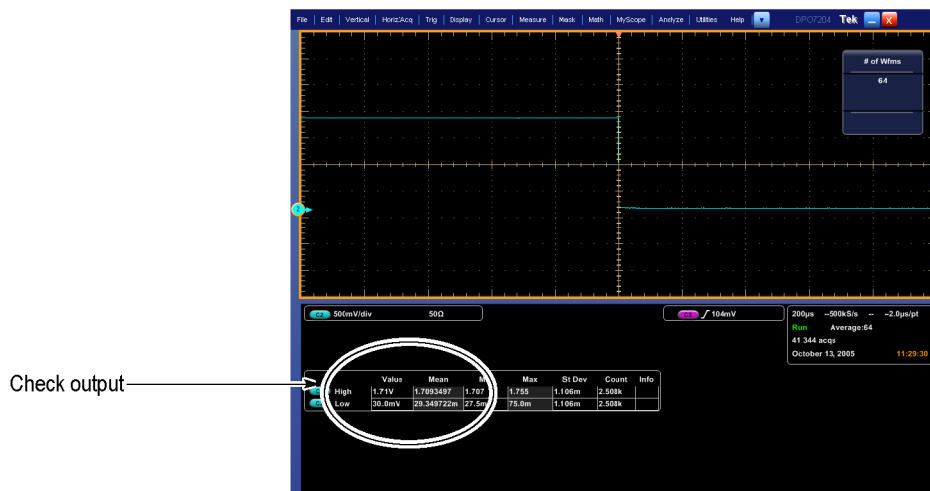 File | Edit | Vertical | Horiz/Acq | Trig | Display | Cursor | Measure | Mask | Math | MyScope | Analyze | Utilities | Help
DPO7204 Tek X
# of Wfms
64
2
C2 500mV/div 50Ω
104mV
200µs –500kS/s -- –2.0µs/pt
Run Average:64
41 344 acqs
October 13, 2005 11:29:30
Check output
Value Mean Max St Dev Count Info
High 1.71V 1.7093497 1.707 1.755 1.106m 2.508k
Low 30.0mV 29.349722m 27.5m 75.0m 1.106m 2.508k